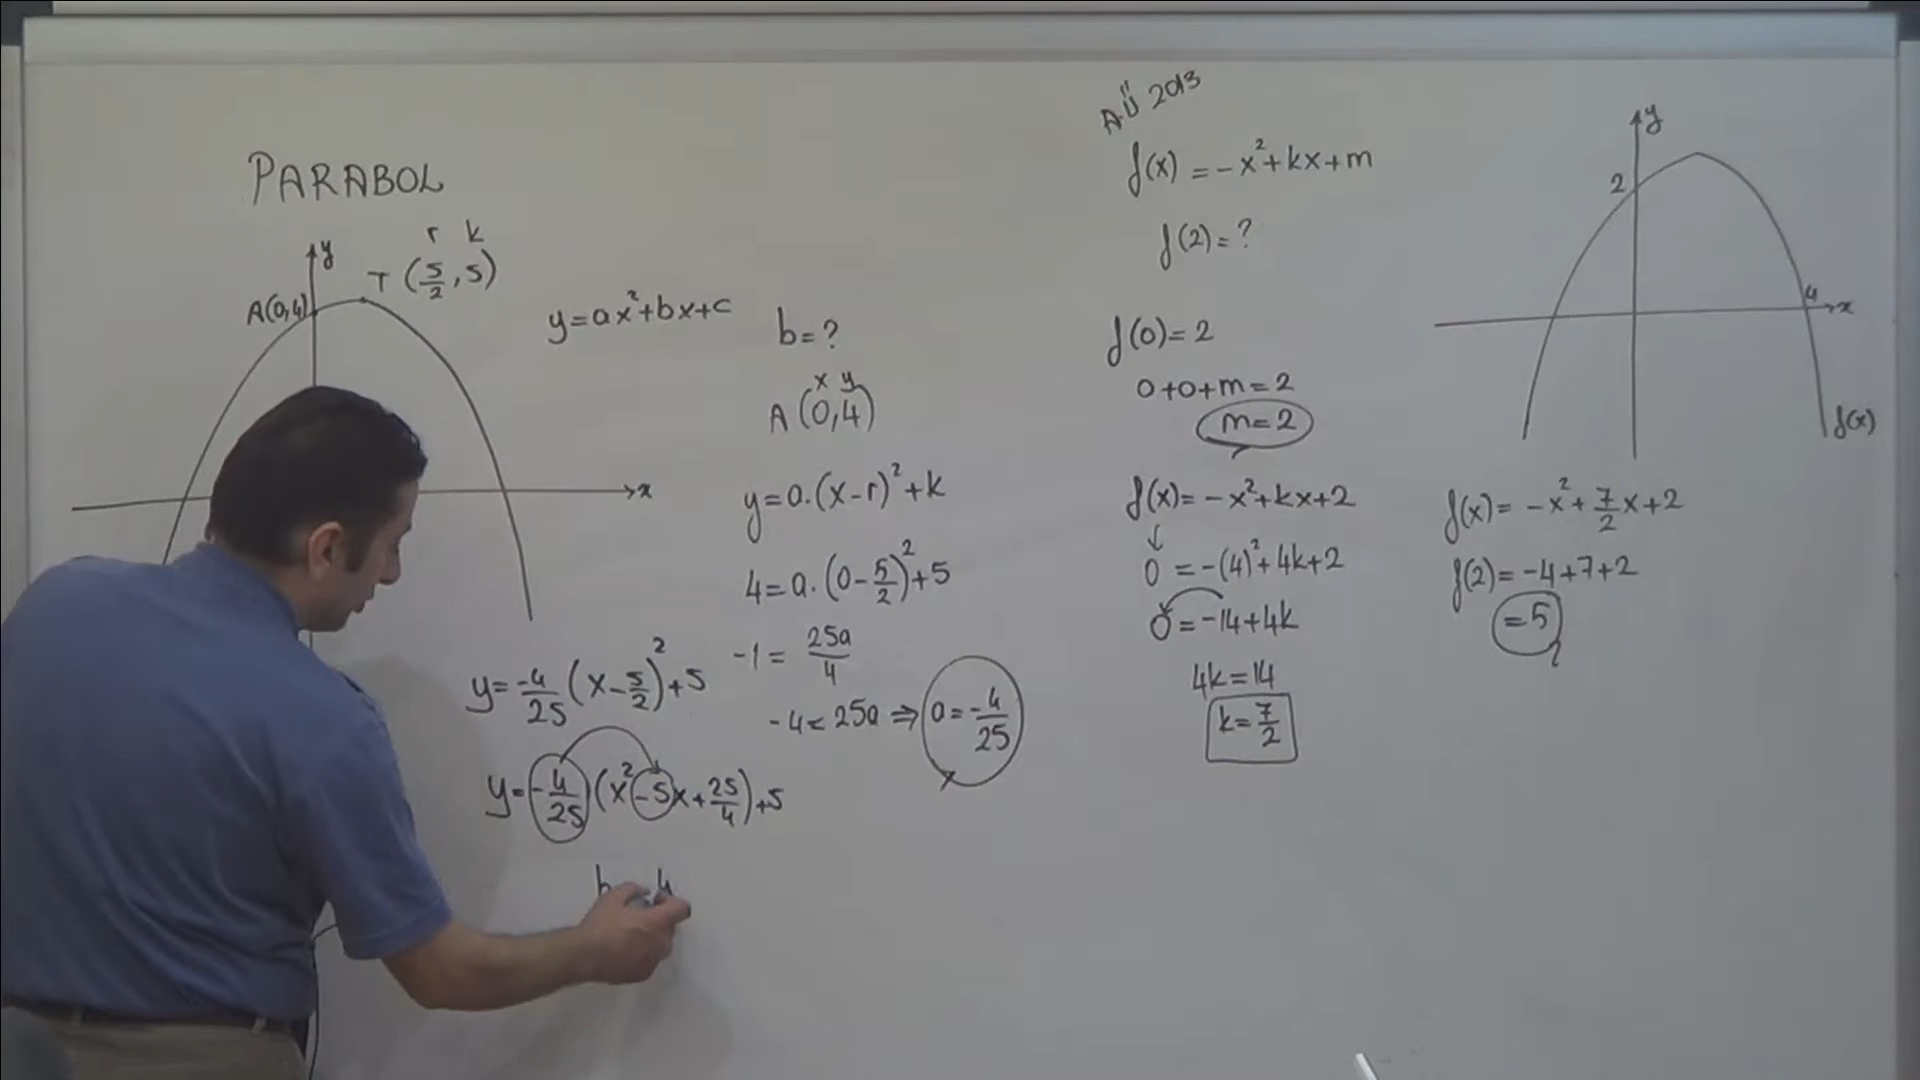 PARABOL
r k
y
T (5/2, 5)
A(0,4)
x
y=ax²+bx+c
b=?
x y
A (0,4)
y=a.(x-r)²+k
4=a.(0-5/2)²+5
-1 = 25a/4
-4=25a ⇒ a=-4/25
y=-4/25 (x-5/2)²+5
y=-4/25 (x²-5x+25/4)+5
AÜ 2013
f(x) = -x²+kx+m
f(2)=?
f(0)=2
0+0+m=2
m=2
f(x)=-x²+kx+2
0 = -(4)²+4k+2
0=-14+4k
4k=14
k=7/2
y
2
4
x
f(x)
f(x)= -x²+7/2x+2
f(2)=-4+7+2
=5